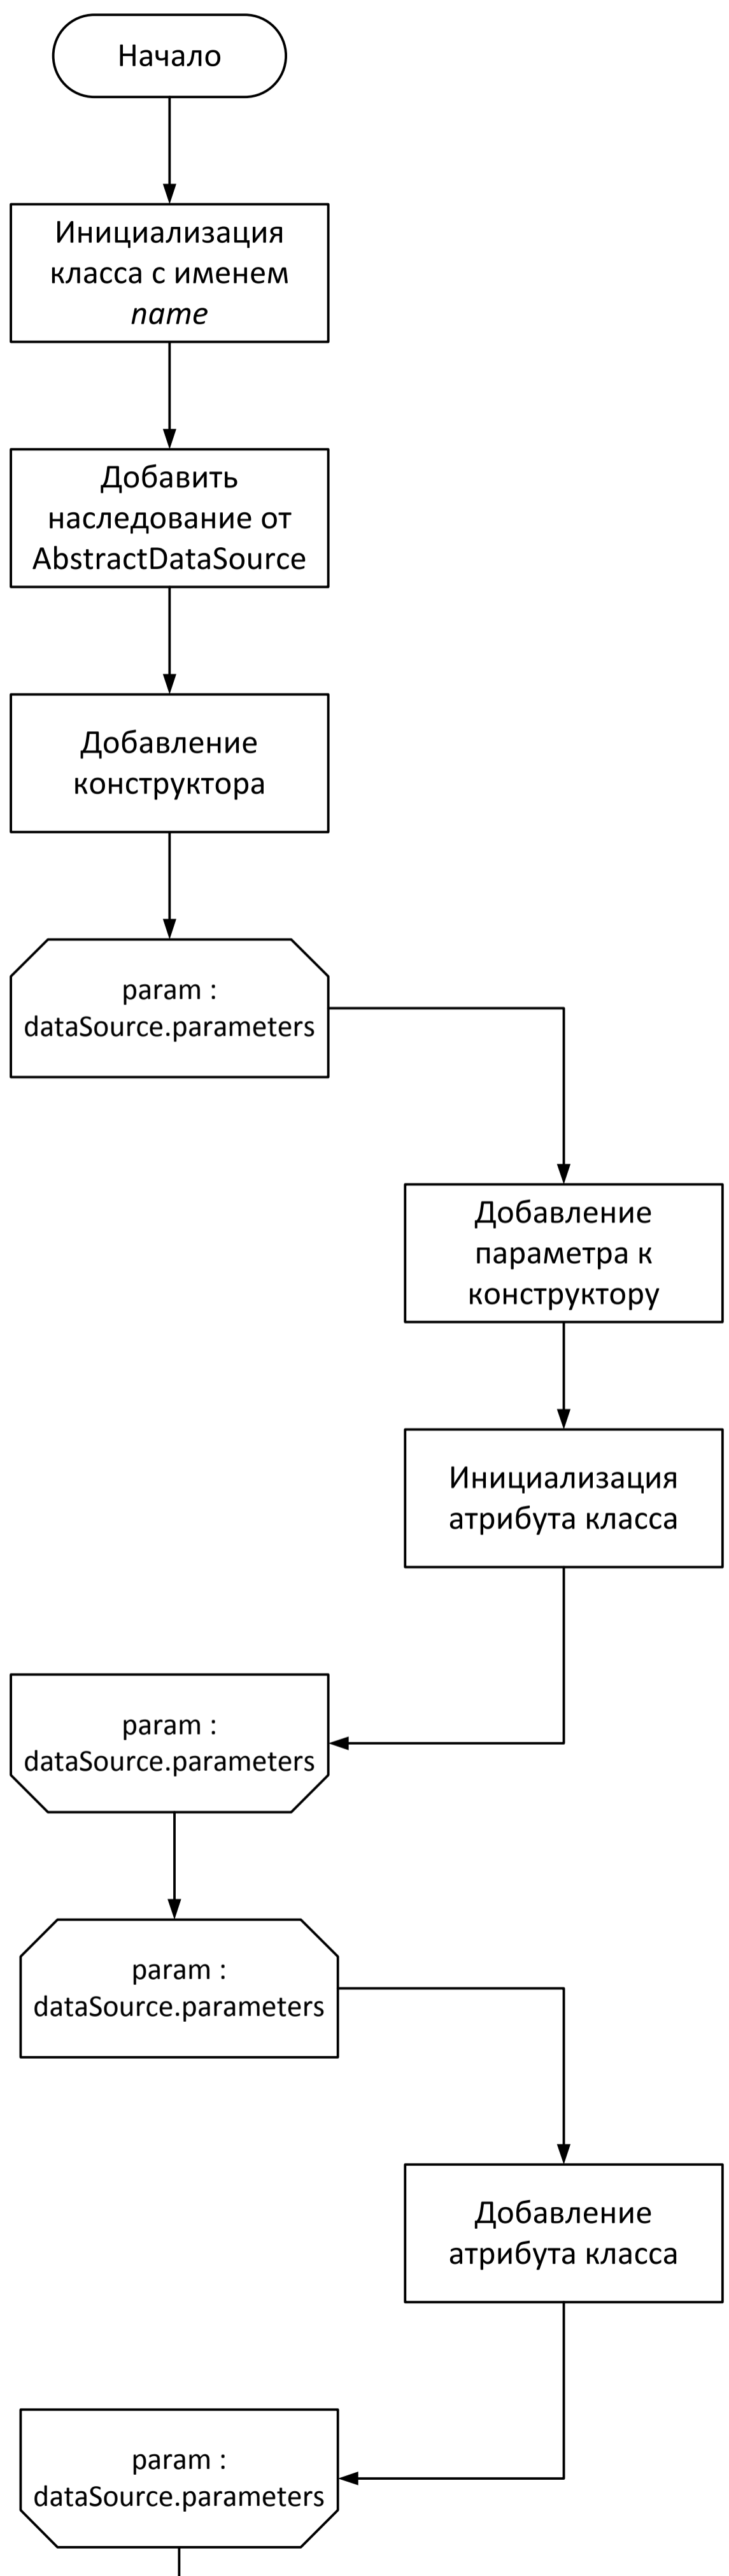 Начало
Инициализация
класса с именем
name
Добавить
наследование от
AbstractDataSource
Добавление
конструктора
param :
dataSource.parameters
Добавление
параметра к
конструктору
Инициализация
атрибута класса
param :
dataSource.parameters
param :
dataSource.parameters
Добавление
атрибута класса
param :
dataSource.parameters